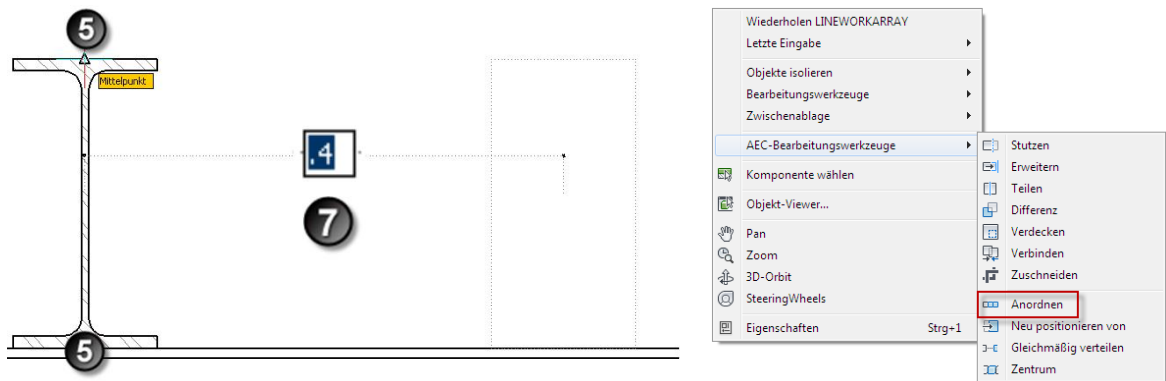 5
Mittelpunkt
.4
7
5
Wiederholen LINEWORKARRAY
Letzte Eingabe
Objekte isolieren
Bearbeitungswerkzeuge
Zwischenablage
AEC-Bearbeitungswerkzeuge
Komponente wählen
Objekt-Viewer...
Pan
Zoom
3D-Orbit
SteeringWheels
Eigenschaften Strg+1
Stutzen
Erweitern
Teilen
Differenz
Verdecken
Verbinden
Zuschneiden
Anordnen
Neu positionieren von
Gleichmäßig verteilen
Zentrum